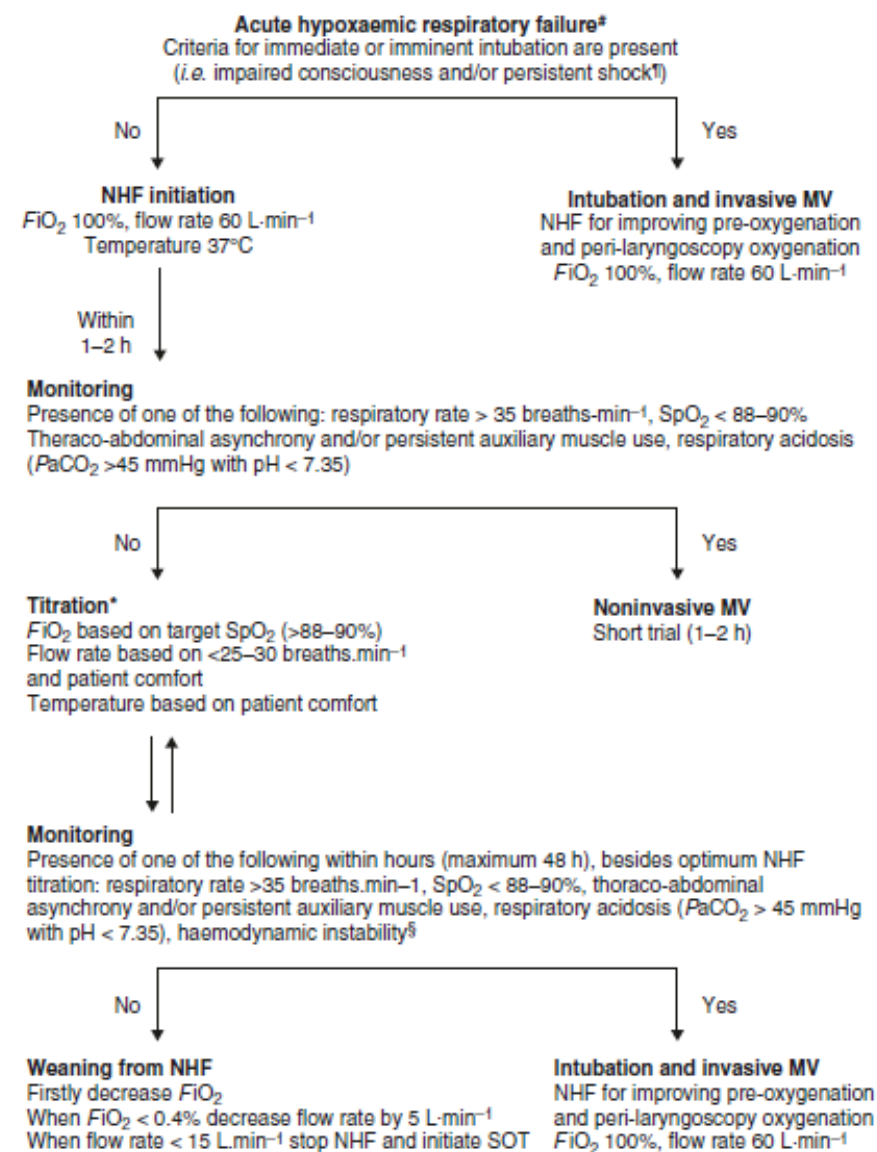 Acute hypoxaemic respiratory failure#
Criteria for immediate or imminent intubation are present
(i.e. impaired consciousness and/or persistent shock¶)
No
Yes
NHF initiation
FiO₂ 100%, flow rate 60 L·min⁻¹
Temperature 37°C
Intubation and invasive MV
NHF for improving pre-oxygenation
and peri-laryngoscopy oxygenation
FiO₂ 100%, flow rate 60 L·min⁻¹
Within
1–2 h
Monitoring
Presence of one of the following: respiratory rate > 35 breaths-min⁻¹, SpO₂ < 88–90%
Theraco-abdominal asynchrony and/or persistent auxiliary muscle use, respiratory acidosis
(PaCO₂ >45 mmHg with pH < 7.35)
No
Yes
Titration*
FiO₂ based on target SpO₂ (>88–90%)
Flow rate based on <25–30 breaths.min⁻¹
and patient comfort
Temperature based on patient comfort
Noninvasive MV
Short trial (1–2 h)
Monitoring
Presence of one of the following within hours (maximum 48 h), besides optimum NHF
titration: respiratory rate >35 breaths.min–1, SpO₂ < 88–90%, thoraco-abdominal
asynchrony and/or persistent auxiliary muscle use, respiratory acidosis (PaCO₂ > 45 mmHg
with pH < 7.35), haemodynamic instability§
No
Yes
Weaning from NHF
Firstly decrease FiO₂
When FiO₂ < 0.4% decrease flow rate by 5 L·min⁻¹
When flow rate < 15 L.min⁻¹ stop NHF and initiate SOT
Intubation and invasive MV
NHF for improving pre-oxygenation
and peri-laryngoscopy oxygenation
FiO₂ 100%, flow rate 60 L·min⁻¹